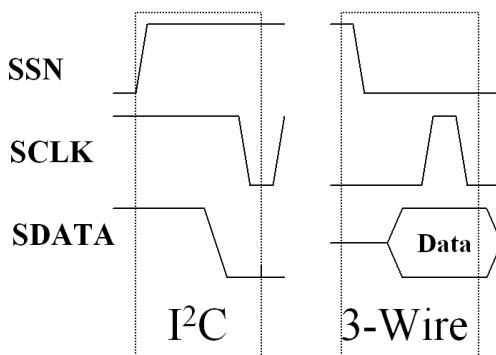 SSN
SCLK
SDATA
Data
I²C
3-Wire